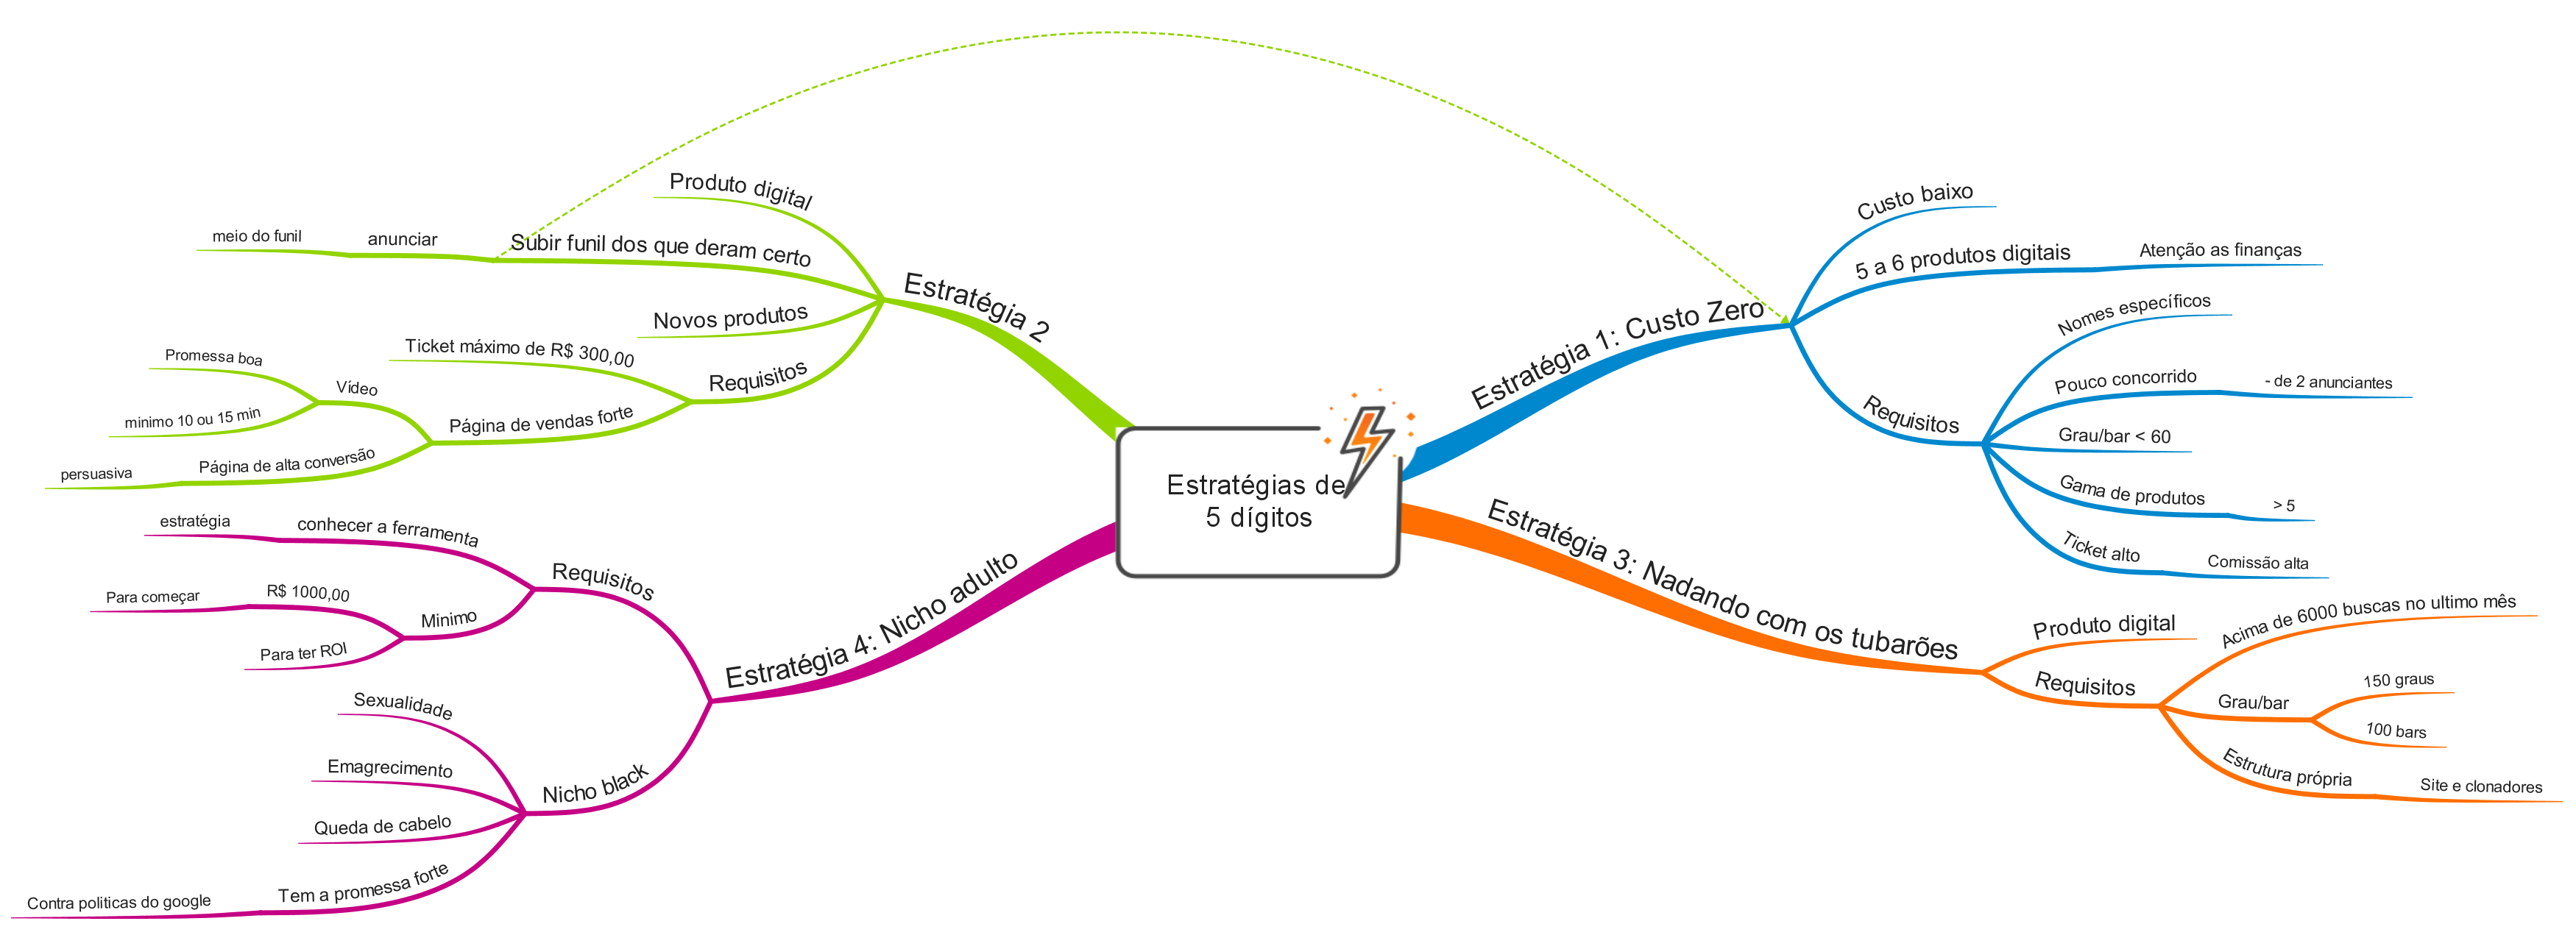 Estratégias de
5 dígitos
Estratégia 1: Custo Zero
Custo baixo
5 a 6 produtos digitais
Atenção as finanças
Requisitos
Nomes específicos
Pouco concorrido
- de 2 anunciantes
Grau/bar < 60
Gama de produtos
> 5
Ticket alto
Comissão alta
Estratégia 2
Produto digital
Subir funil dos que deram certo
anunciar
meio do funil
Novos produtos
Requisitos
Ticket máximo de R$ 300,00
Página de vendas forte
Vídeo
Promessa boa
minimo 10 ou 15 min
Página de alta conversão
persuasiva
Estratégia 3: Nadando com os tubarões
Produto digital
Requisitos
Acima de 6000 buscas no ultimo mês
Grau/bar
150 graus
100 bars
Estrutura própria
Site e clonadores
Estratégia 4: Nicho adulto
Requisitos
conhecer a ferramenta
estratégia
Minimo
R$ 1000,00
Para começar
Para ter ROI
Nicho black
Sexualidade
Emagrecimento
Queda de cabelo
Tem a promessa forte
Contra politicas do google